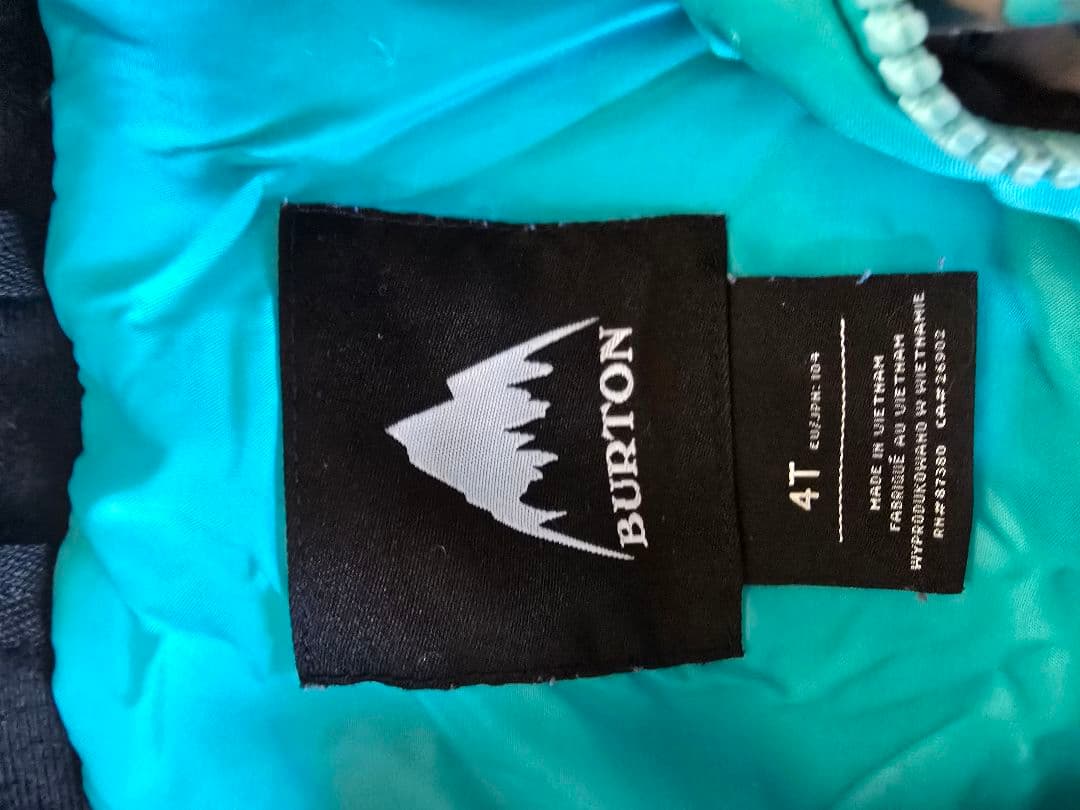 BURTON
4T EU/JPN: 104
MADE IN VIETNAM
FABRIQUÉ AU VIETNAM
WYPRODUKOWANO W WIETNAMIE
RN# 87380 CA# 26902